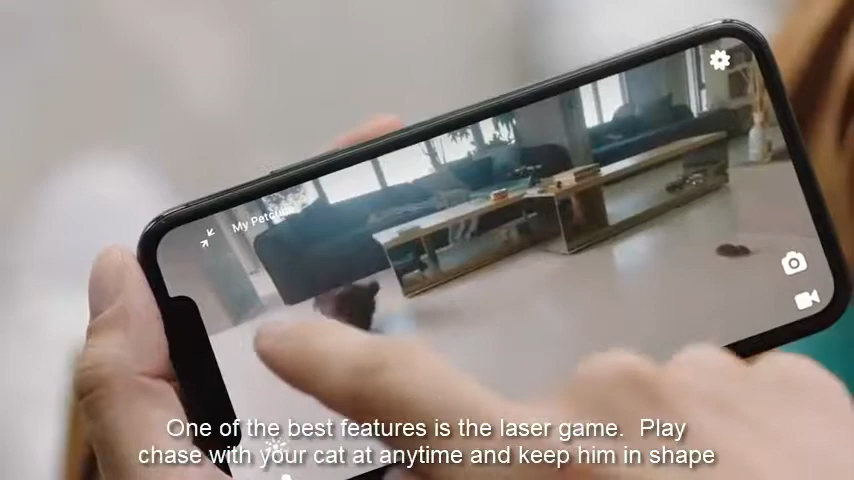 My Petcube
One of the best features is the laser game.  Play
chase with your cat at anytime and keep him in shape